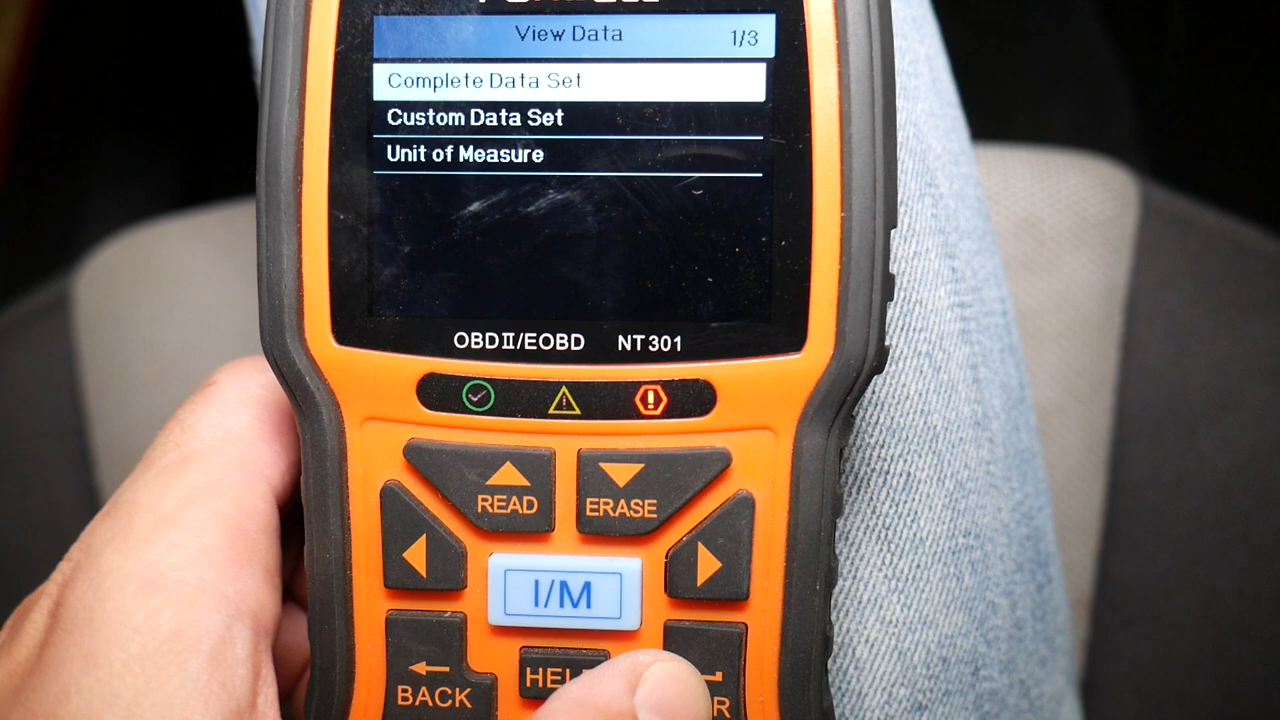 View Data 1/3
Complete Data Set
Custom Data Set
Unit of Measure
OBDII/EOBD NT301
READ ERASE
I/M
BACK